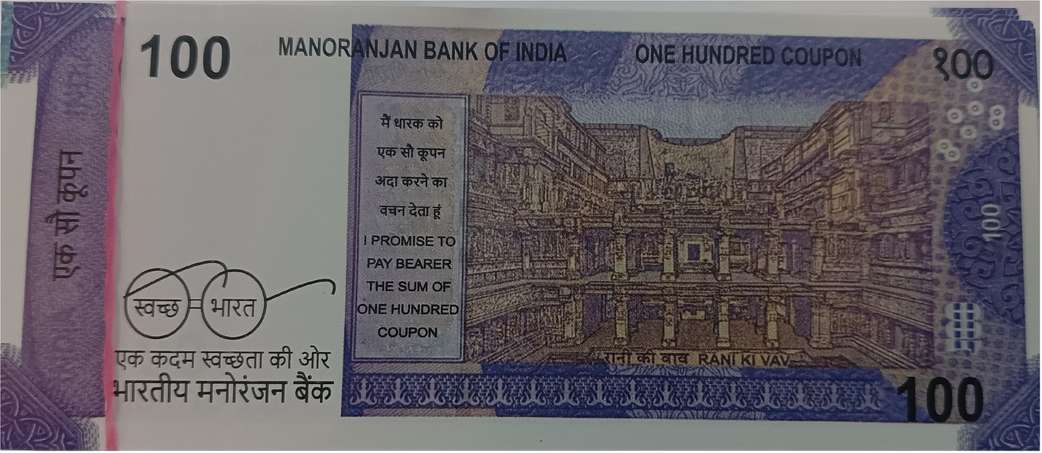 100
MANORANJAN BANK OF INDIA
ONE HUNDRED COUPON
१००
एक सौ कूपन
मैं धारक को
एक सौ कूपन
अदा करने का
वचन देता हूं
I PROMISE TO
PAY BEARER
THE SUM OF
ONE HUNDRED
COUPON
100
स्वच्छ भारत
एक कदम स्वच्छता की ओर
भारतीय मनोरंजन बैंक
रानी की वाव RANI KI VAV
100